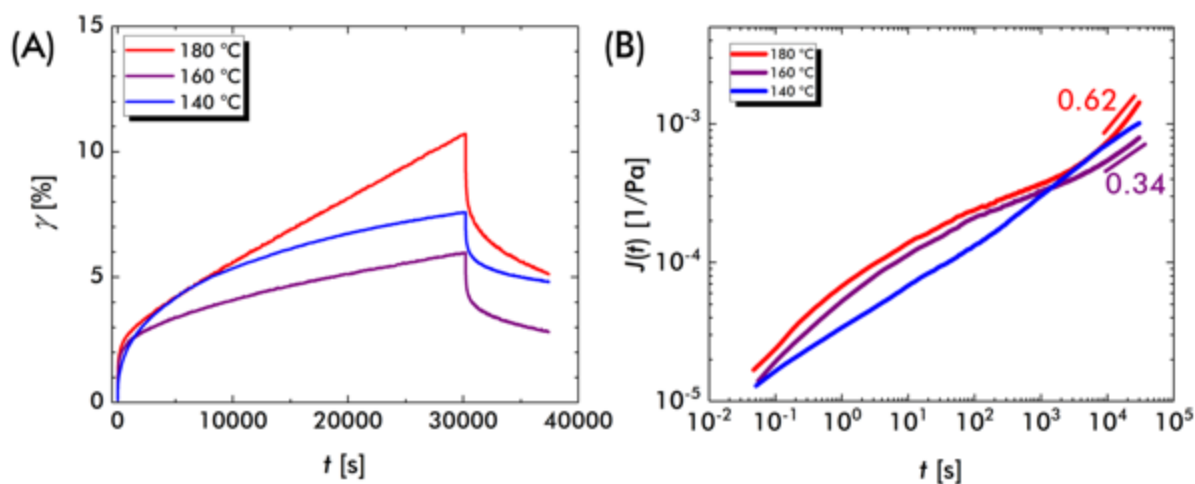 (A)
15
10
5
0
γ [%]
180 °C
160 °C
140 °C
0 10000 20000 30000 40000
t [s]
(B)
10⁻³
10⁻⁴
10⁻⁵
J(t) [1/Pa]
180 °C
160 °C
140 °C
0.62
0.34
10⁻² 10⁻¹ 10⁰ 10¹ 10² 10³ 10⁴ 10⁵
t [s]